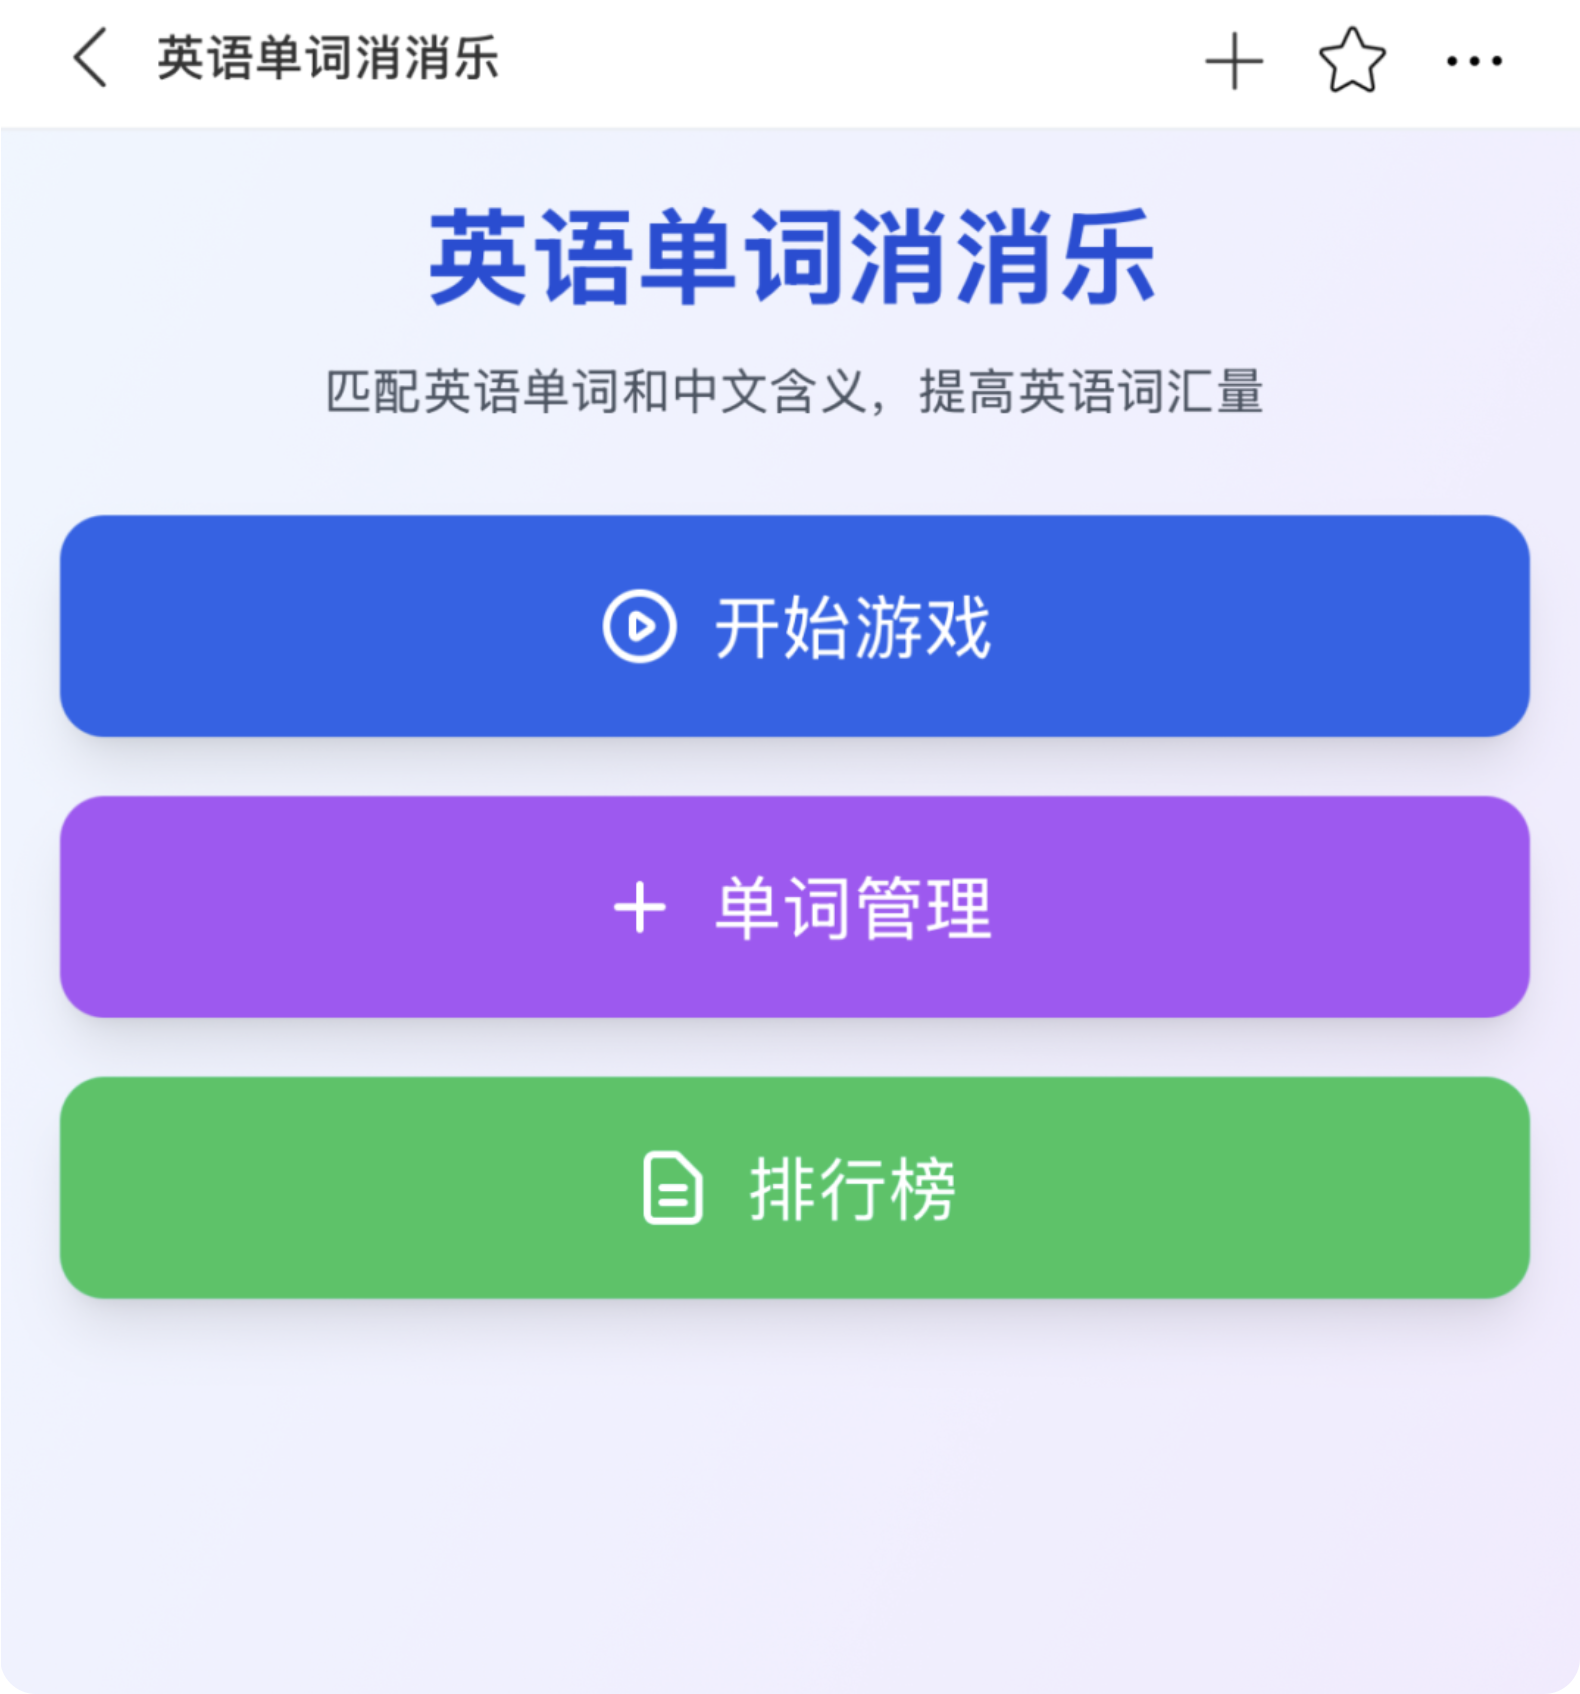 英语单词消消乐
英语单词消消乐
匹配英语单词和中文含义，提高英语词汇量
开始游戏
单词管理
排行榜